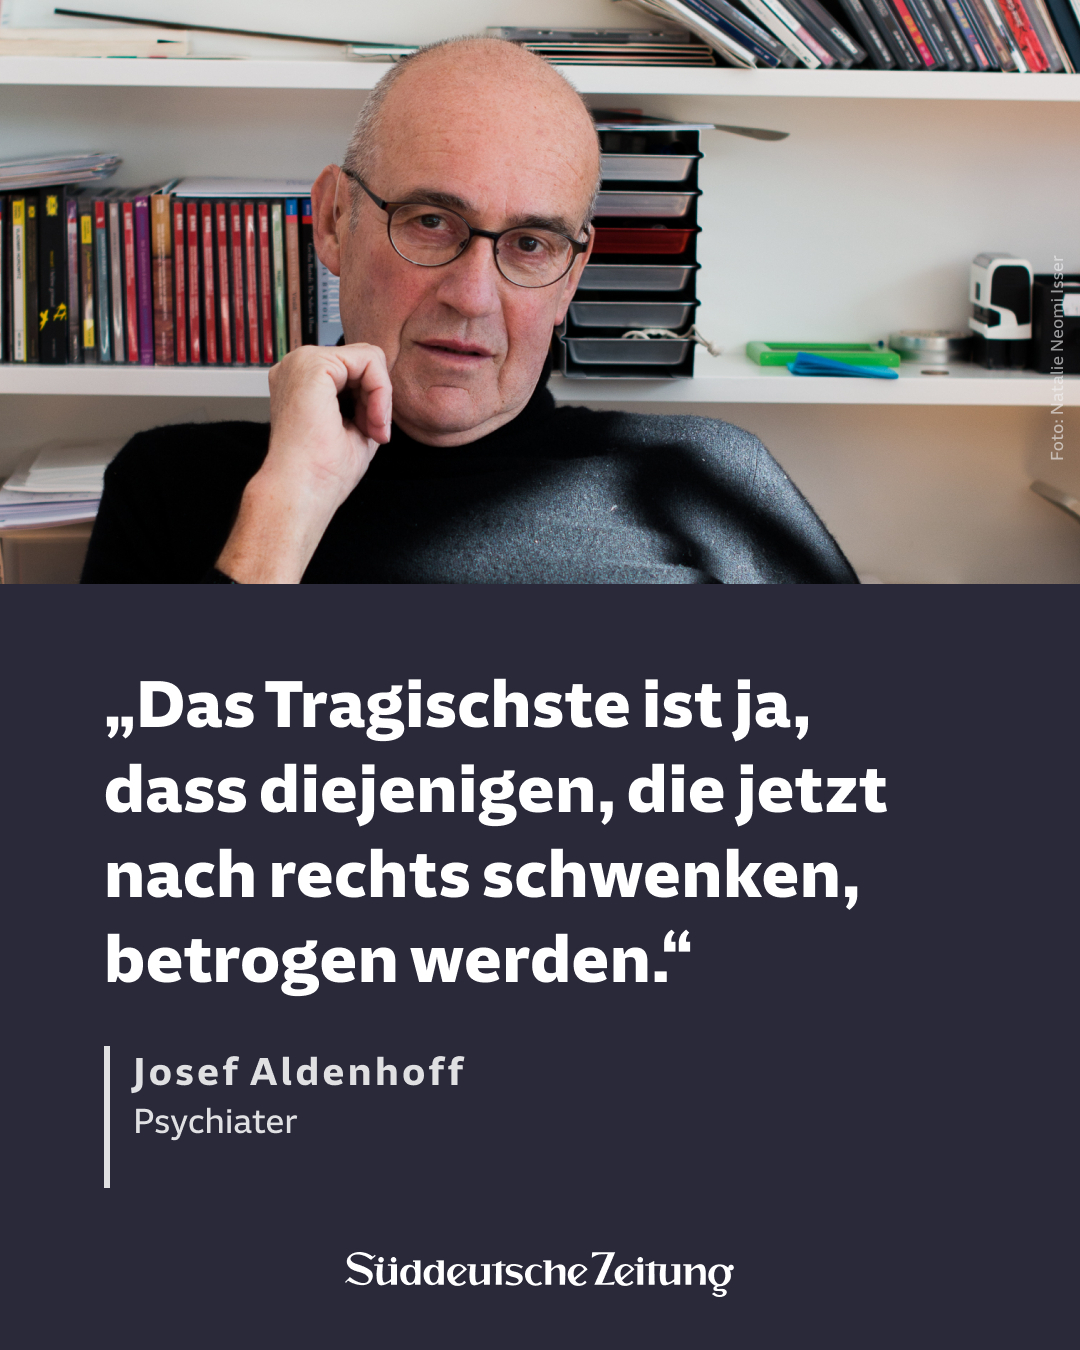 Foto: Natalie Neomi Isser
„Das Tragischste ist ja,
dass diejenigen, die jetzt
nach rechts schwenken,
betrogen werden.“
Josef Aldenhoff
Psychiater
Süddeutsche Zeitung